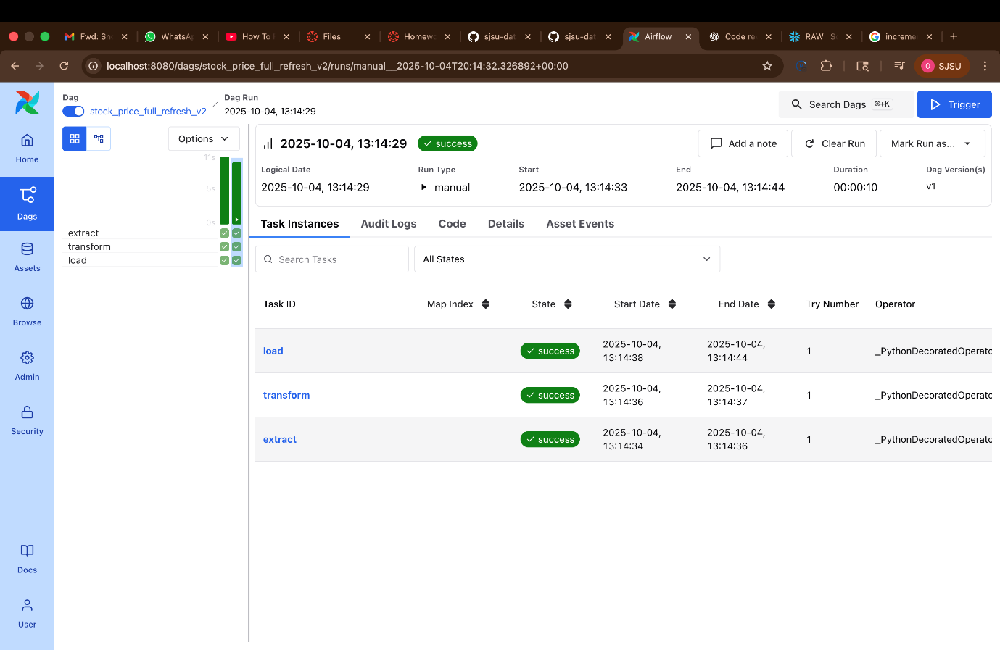 Fwd: Sn
WhatsAp
How To
Files
Homew
sjsu-dat
sjsu-dat
Airflow
Code re
RAW | S
increme
localhost:8080/dags/stock_price_full_refresh_v2/runs/manual__2025-10-04T20:14:32.326892+00:00
0 SJSU
Home
Dags
Assets
Browse
Admin
Security
Docs
User
Dag
stock_price_full_refresh_v2
Dag Run
2025-10-04, 13:14:29
Search Dags ⌘+K
Trigger
Options
11s
5s
0s
extract
transform
load
2025-10-04, 13:14:29 success
Add a note
Clear Run
Mark Run as...
Logical Date Run Type Start End Duration Dag Version(s)
2025-10-04, 13:14:29 manual 2025-10-04, 13:14:33 2025-10-04, 13:14:44 00:00:10 v1
Task Instances Audit Logs Code Details Asset Events
Search Tasks
All States
Task ID Map Index State Start Date End Date Try Number Operator
load success 2025-10-04, 13:14:38 2025-10-04, 13:14:44 1 _PythonDecoratedOperato
transform success 2025-10-04, 13:14:36 2025-10-04, 13:14:37 1 _PythonDecoratedOperato
extract success 2025-10-04, 13:14:34 2025-10-04, 13:14:36 1 _PythonDecoratedOperato